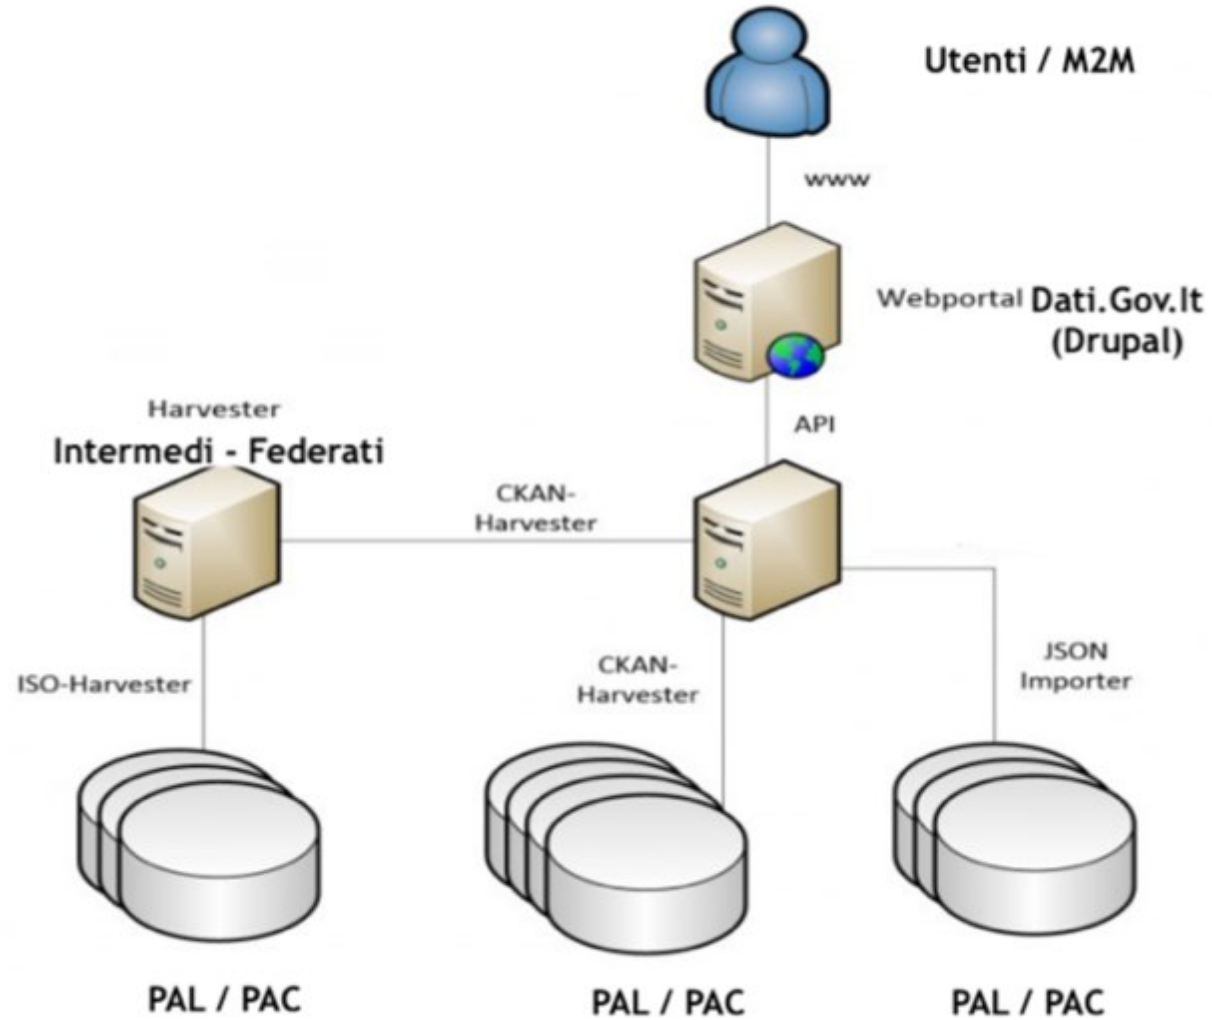 Utenti / M2M
www
Webportal Dati.Gov.It
(Drupal)
API
Harvester
Intermedi - Federati
CKAN-
Harvester
ISO-Harvester
CKAN-
Harvester
JSON
Importer
PAL / PAC
PAL / PAC
PAL / PAC